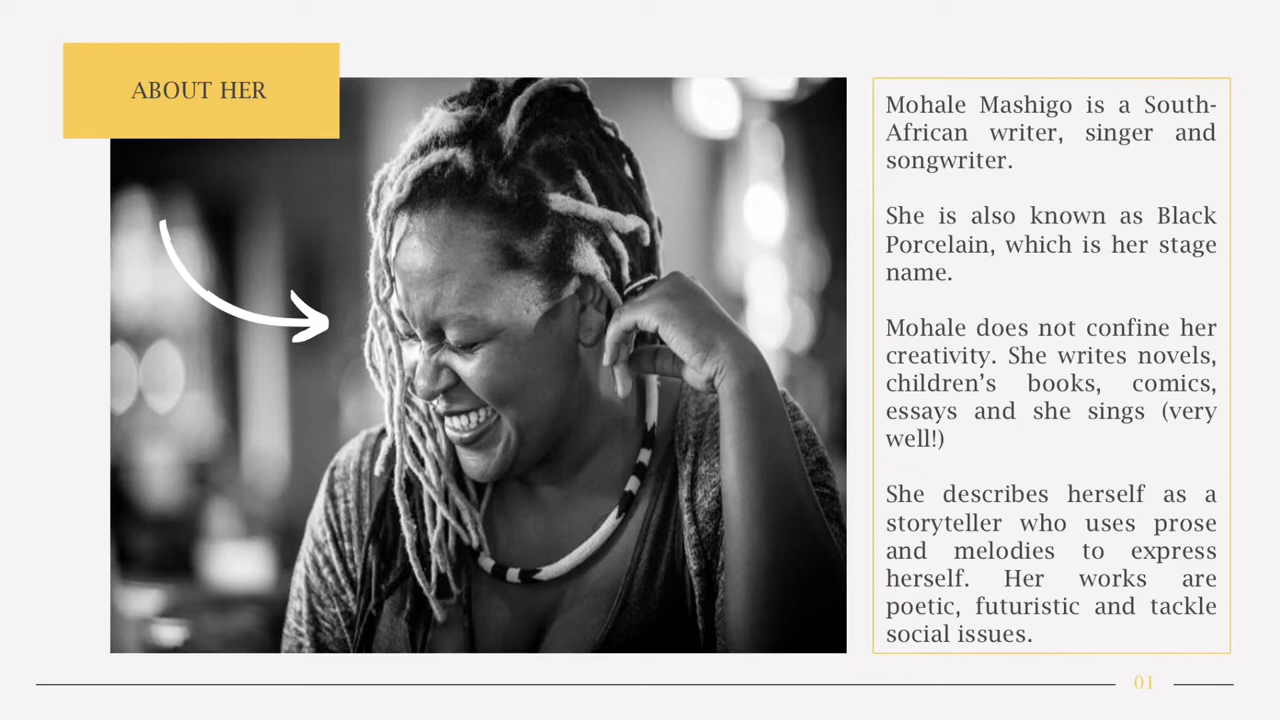 ABOUT HER
Mohale Mashigo is a South-
African writer, singer and
songwriter.
She is also known as Black
Porcelain, which is her stage
name.
Mohale does not confine her
creativity. She writes novels,
children’s books, comics,
essays and she sings (very
well!)
She describes herself as a
storyteller who uses prose
and melodies to express
herself. Her works are
poetic, futuristic and tackle
social issues.
01